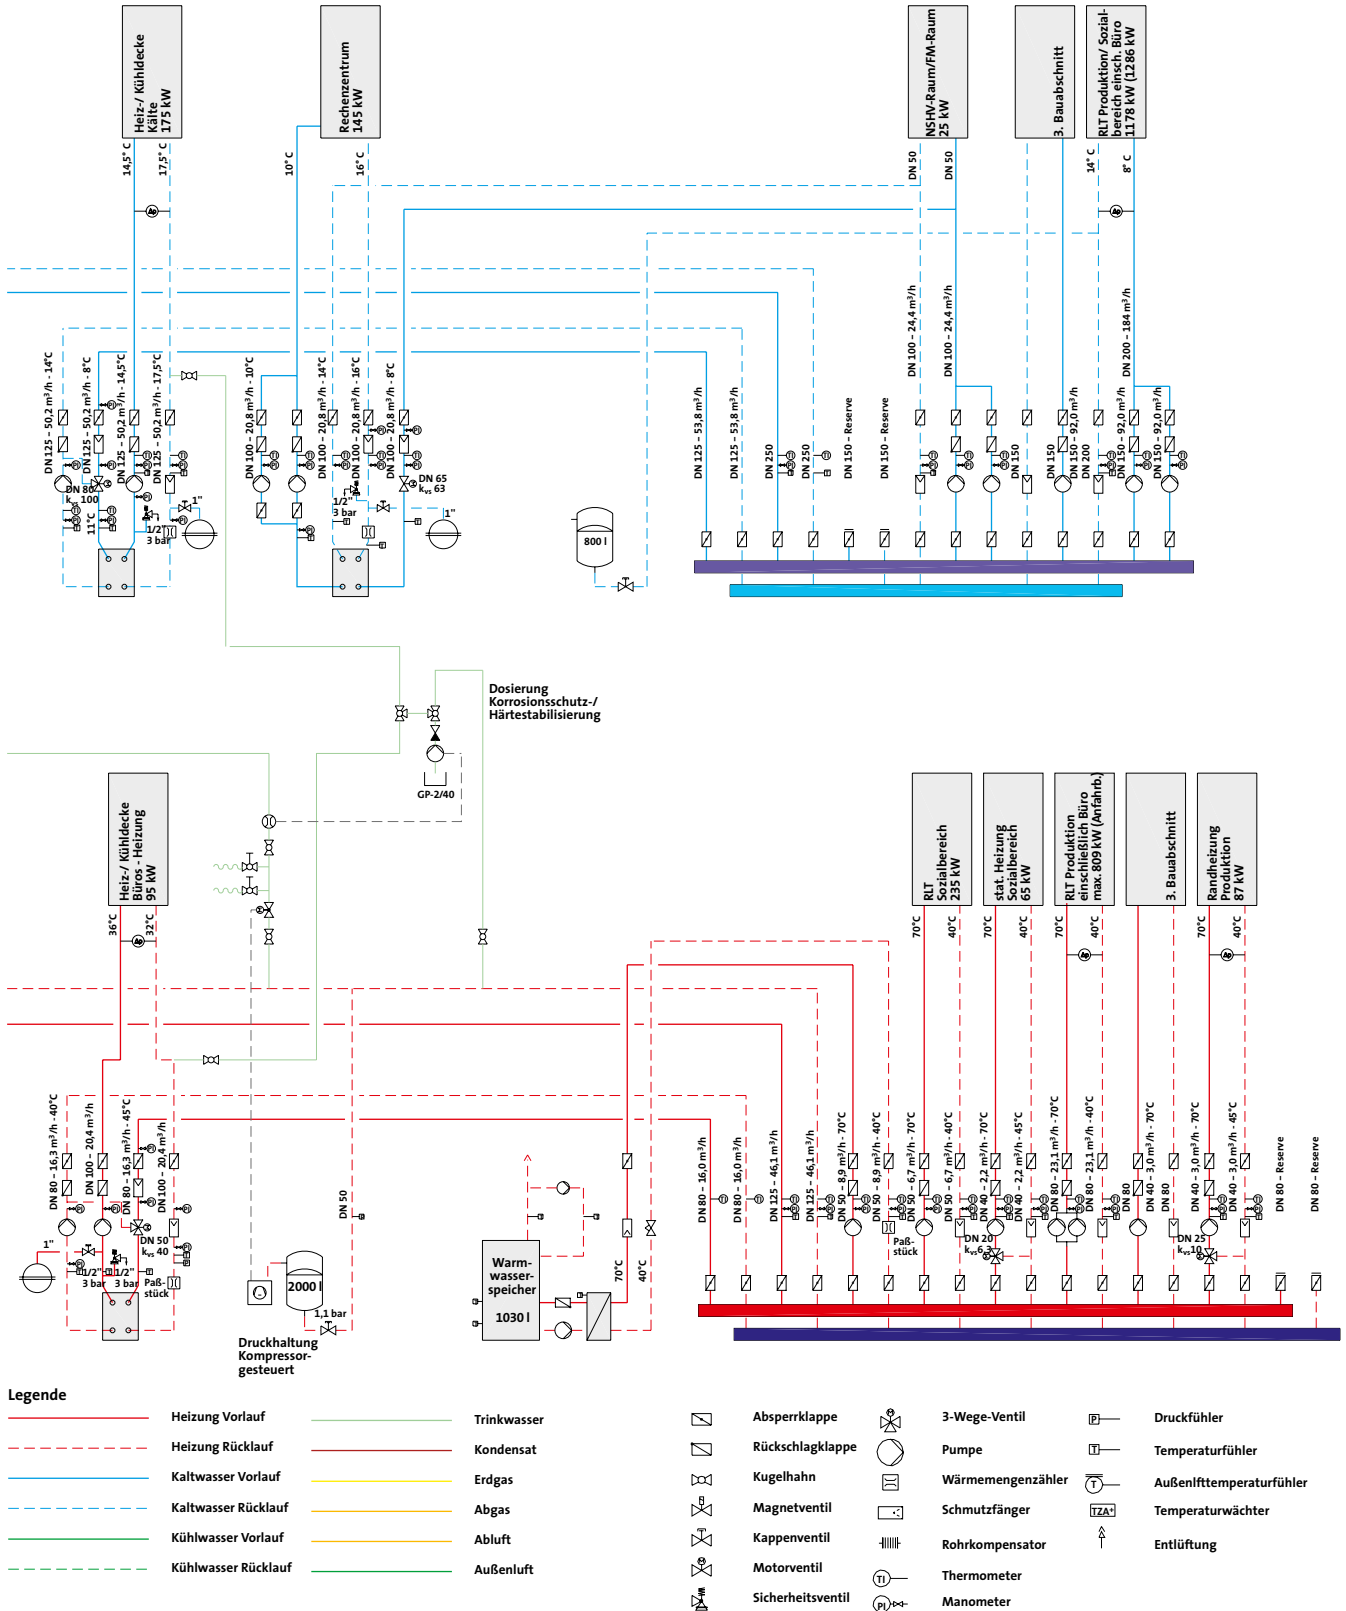 Heiz-/ Kühldecke
Kälte
175 kW
Rechenzentrum
145 kW
NSHV-Raum/FM-Raum
25 kW
3. Bauabschnitt
RLT Produktion/ Sozial-
bereich einsch. Büro
1178 kW (1286 kW)
14,5° C
17,5° C
10° C
16° C
DN 50
DN 50
14° C
8° C
Δp
Δp
DN 125 – 50,2 m³/h - 14°C
DN 125 – 50,2 m³/h - 8°C
DN 125 – 50,2 m³/h - 14,5°C
DN 125 – 50,2 m³/h - 17,5°C
DN 100 – 20,8 m³/h - 10°C
DN 100 – 20,8 m³/h - 14°C
DN 100 – 20,8 m³/h - 16°C
DN 100 – 20,8 m³/h - 8°C
DN 125 – 53,8 m³/h
DN 125 – 53,8 m³/h
DN 250
DN 250
DN 150 – Reserve
DN 150 – Reserve
DN 100 – 24,4 m³/h
DN 100 – 24,4 m³/h
DN 150
DN 150
DN 150 – 92,0 m³/h
DN 200
DN 200 – 184 m³/h
DN 150 – 92,0 m³/h
DN 150 – 92,0 m³/h
DN 80
kvs 100
11°C
1/2"
3 bar
1"
1/2"
3 bar
DN 65
kvs 63
1"
800 l
Dosierung
Korrosionsschutz-/
Härtestabilisierung
GP-2/40
Heiz-/ Kühldecke
Büros - Heizung
95 kW
RLT
Sozialbereich
235 kW
stat. Heizung
Sozialbereich
65 kW
RLT Produktion
einschließlich Büro
max. 809 kW (Anfahrb.)
3. Bauabschnitt
Randheizung
Produktion
87 kW
36°C
32°C
Δp
70°C
40°C
70°C
40°C
70°C
40°C
70°C
40°C
Δp
Δp
DN 80 – 16,3 m³/h - 40°C
DN 100 – 20,4 m³/h
DN 80 – 16,3 m³/h - 45°C
DN 100 – 20,4 m³/h
DN 50
DN 80 – 16,0 m³/h
DN 80 – 16,0 m³/h
DN 125 – 46,1 m³/h
DN 125 – 46,1 m³/h
DN 50 – 8,9 m³/h - 70°C
DN 50 – 8,9 m³/h - 40°C
DN 50 – 6,7 m³/h - 70°C
DN 50 – 6,7 m³/h - 40°C
DN 40 – 2,2 m³/h - 70°C
DN 40 – 2,2 m³/h - 45°C
DN 80 – 23,1 m³/h - 70°C
DN 80 – 23,1 m³/h - 40°C
DN 80
DN 40 – 3,0 m³/h - 70°C
DN 80
DN 40 – 3,0 m³/h - 70°C
DN 40 – 3,0 m³/h - 45°C
DN 80 – Reserve
DN 80 – Reserve
1"
DN 50
kvs 40
1/2"
3 bar
1/2"
3 bar
Paß-
stück
2000 l
1,1 bar
Druckhaltung
Kompressor-
gesteuert
Warm-
wasser-
speicher
1030 l
70°C
40°C
Paß-
stück
DN 20
kvs 6,3
DN 25
kvs 10
Legende
Heizung Vorlauf
Heizung Rücklauf
Kaltwasser Vorlauf
Kaltwasser Rücklauf
Kühlwasser Vorlauf
Kühlwasser Rücklauf
Trinkwasser
Kondensat
Erdgas
Abgas
Abluft
Außenluft
Absperrklappe
Rückschlagklappe
Kugelhahn
Magnetventil
Kappenventil
M Motorventil
Sicherheitsventil
M 3-Wege-Ventil
Pumpe
Wärmemengenzähler
Schmutzfänger
Rohrkompensator
TI Thermometer
PI Manometer
P Druckfühler
T Temperaturfühler
T Außenlfttemperaturfühler
TZA+ Temperaturwächter
Entlüftung